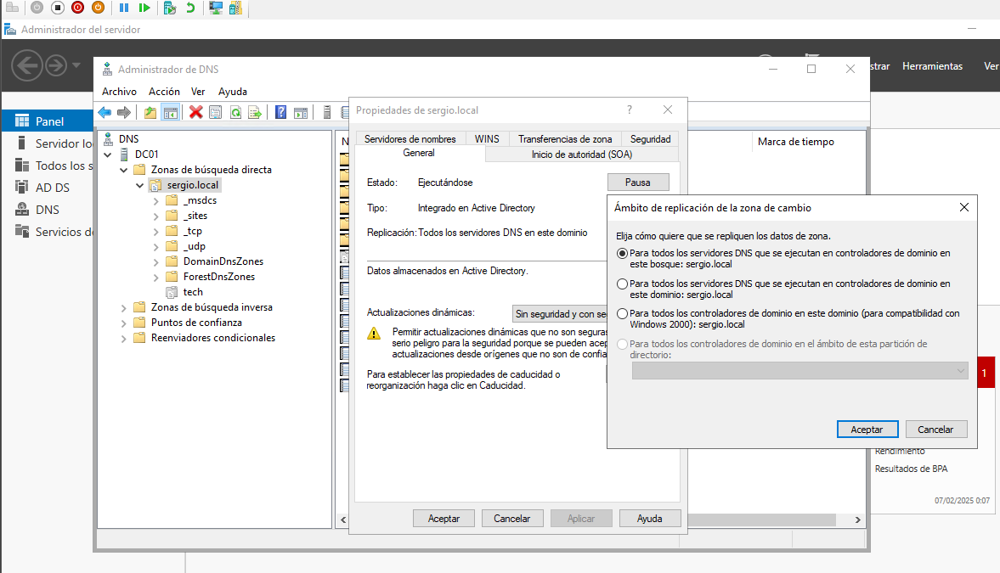 Administrador del servidor
Administrador de DNS
strar
Herramientas
Ver
Archivo
Acción
Ver
Ayuda
Propiedades de sergio.local
?
Panel
Servidor lo
Todos los s
AD DS
DNS
Servicios d
DNS
DC01
Zonas de búsqueda directa
sergio.local
_msdcs
_sites
_tcp
_udp
DomainDnsZones
ForestDnsZones
tech
Zonas de búsqueda inversa
Puntos de confianza
Reenviadores condicionales
N
Marca de tiempo
Servidores de nombres
WINS
Transferencias de zona
Seguridad
General
Inicio de autoridad (SOA)
Estado:
Ejecutándose
Pausa
Tipo:
Integrado en Active Directory
Replicación:
Todos los servidores DNS en este dominio
Datos almacenados en Active Directory.
Actualizaciones dinámicas:
Sin seguridad y con se
Permitir actualizaciones dinámicas que no son seguras
serio peligro para la seguridad porque se pueden acep
actualizaciones desde orígenes que no son de confia
Para establecer las propiedades de caducidad o
reorganización haga clic en Caducidad.
Aceptar
Cancelar
Aplicar
Ayuda
Ámbito de replicación de la zona de cambio
Elija cómo quiere que se repliquen los datos de zona.
Para todos los servidores DNS que se ejecutan en controladores de dominio en
este bosque: sergio.local
Para todos los servidores DNS que se ejecutan en controladores de dominio en
este dominio: sergio.local
Para todos los controladores de dominio en este dominio (para compatibilidad con
Windows 2000): sergio.local
Para todos los controladores de dominio en el ámbito de esta partición de
directorio:
Aceptar
Cancelar
1
Rendimiento
Resultados de BPA
07/02/2025 0:07